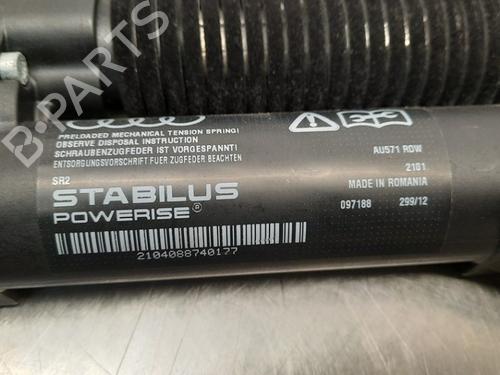 B-PARTS
PRELOADED MECHANICAL TENSION SPRING!
OBSERVE DISPOSAL INSTRUCTION
SCHRAUBENZUGFEDER IST VORGESPANNT!
ENTSORGUNGSVORSCHRIFT FUER ZUGFEDER BEACHTEN
SR2
STABILUS
POWERISE®
2104088740177
AU571 RDW
2101
MADE IN ROMANIA
097188 299/12